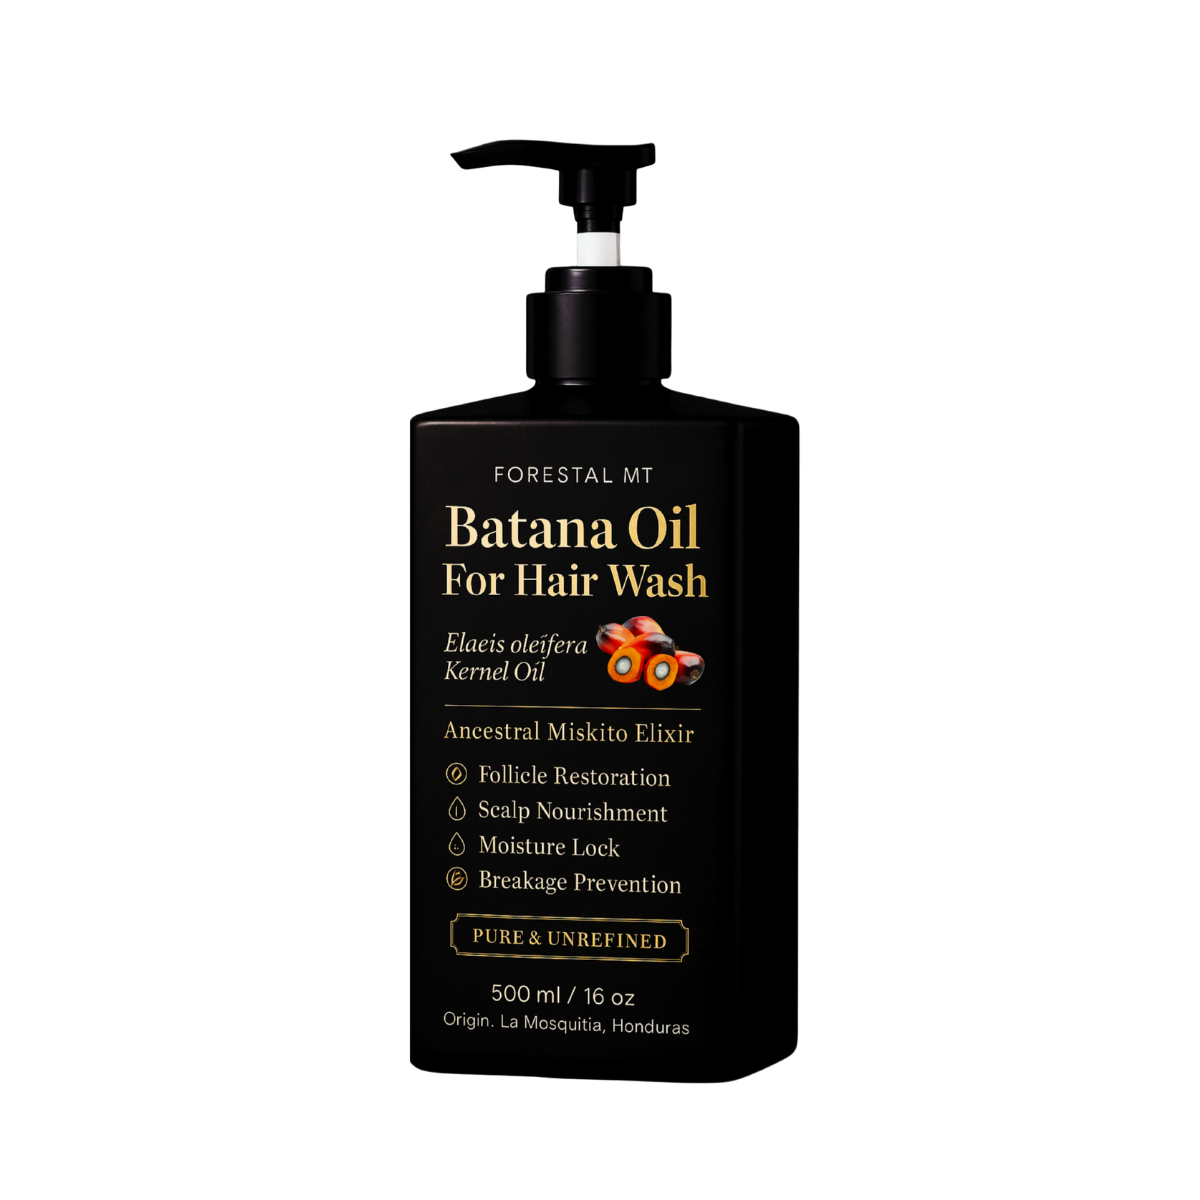 FORESTAL MT
Batana Oil
For Hair Wash
Elaeis oleífera
Kernel Oil
Ancestral Miskito Elixir
Follicle Restoration
Scalp Nourishment
Moisture Lock
Breakage Prevention
PURE & UNREFINED
500 ml / 16 oz
Origin. La Mosquitia, Honduras